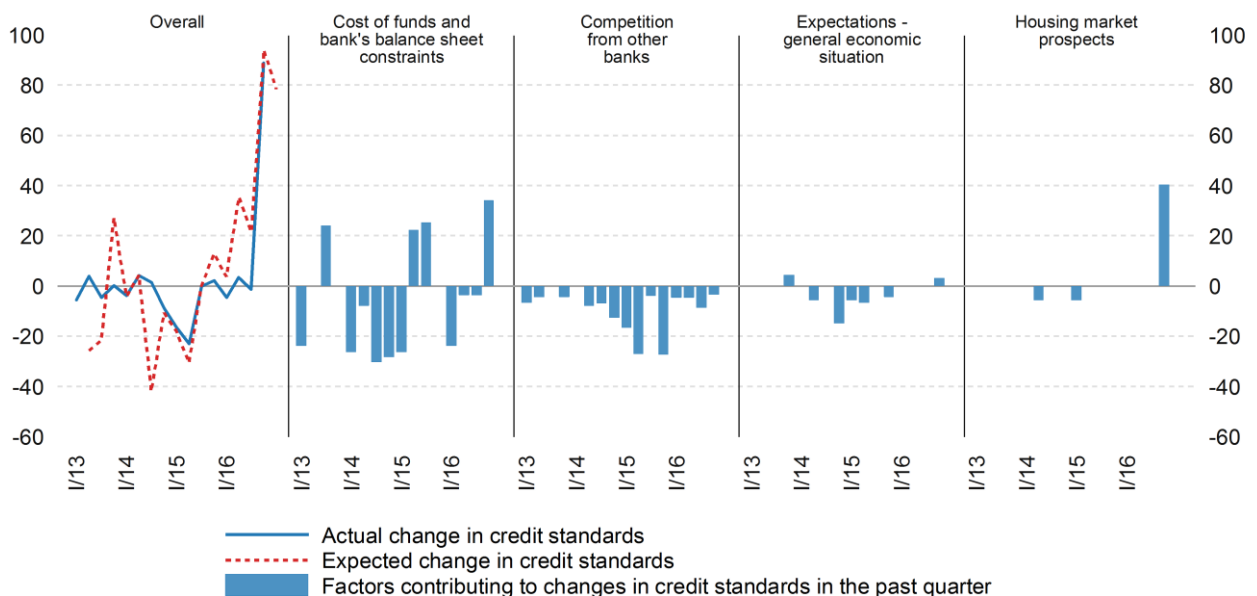 Overall
Cost of funds and
bank's balance sheet
constraints
Competition
from other
banks
Expectations -
general economic
situation
Housing market
prospects
100 100
80 80
60 60
40 40
20 20
0 0
-20 -20
-40 -40
-60 -60
I/13 I/14 I/15 I/16 I/13 I/14 I/15 I/16 I/13 I/14 I/15 I/16 I/13 I/14 I/15 I/16 I/13 I/14 I/15 I/16
Actual change in credit standards
Expected change in credit standards
Factors contributing to changes in credit standards in the past quarter